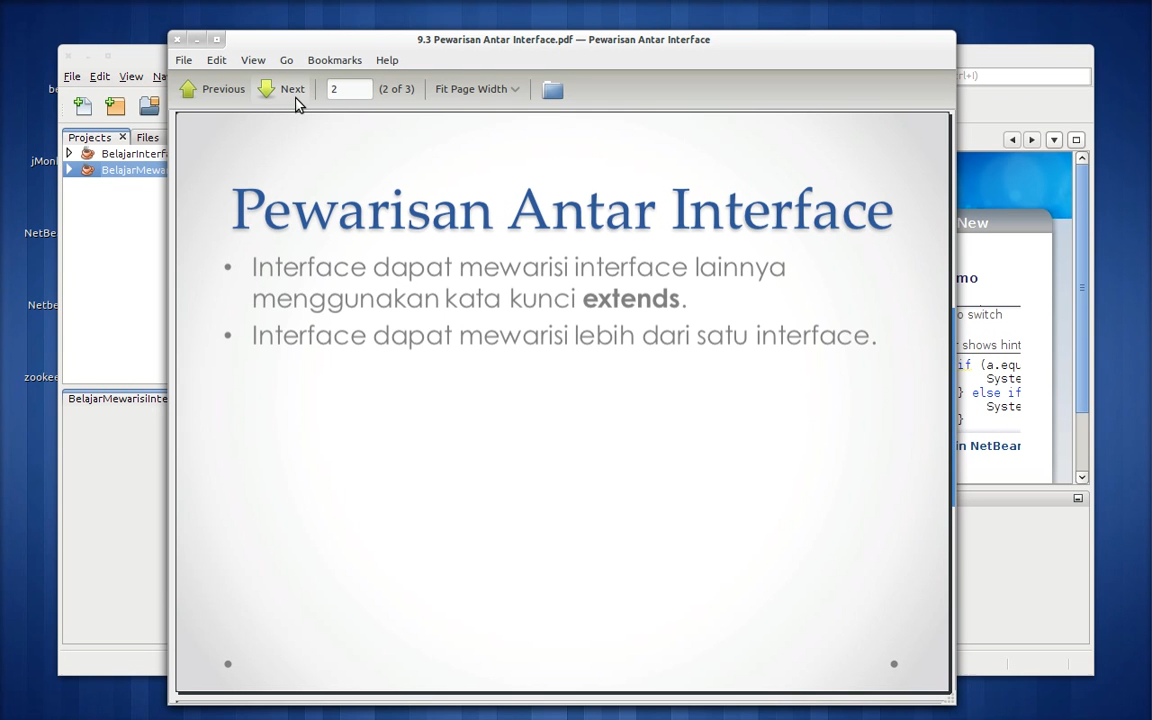 9.3 Pewarisan Antar Interface.pdf — Pewarisan Antar Interface
File Edit View Go Bookmarks Help
Previous Next 2 (2 of 3) Fit Page Width
Pewarisan Antar Interface
• Interface dapat mewarisi interface lainnya
menggunakan kata kunci extends.
• Interface dapat mewarisi lebih dari satu interface.
File Edit View
Projects Files
BelajarInterf
BelajarMewa
BelajarMewarisiInte
jMon
NetBe
Netbe
zookee
New
mo
o switch
shows hint
if (a.equ
Syste
} else if
Syste
}
in NetBean